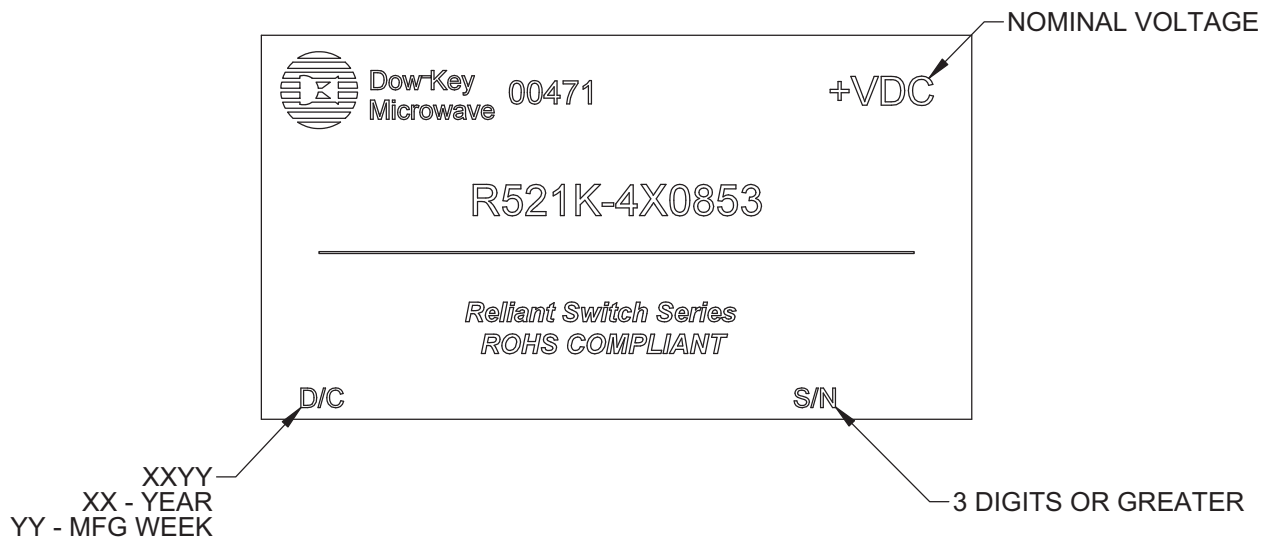 NOMINAL VOLTAGE
Dow-Key
Microwave
00471
+VDC
R521K-4X0853
Reliant Switch Series
ROHS COMPLIANT
D/C
S/N
XXYY
XX - YEAR
YY - MFG WEEK
3 DIGITS OR GREATER